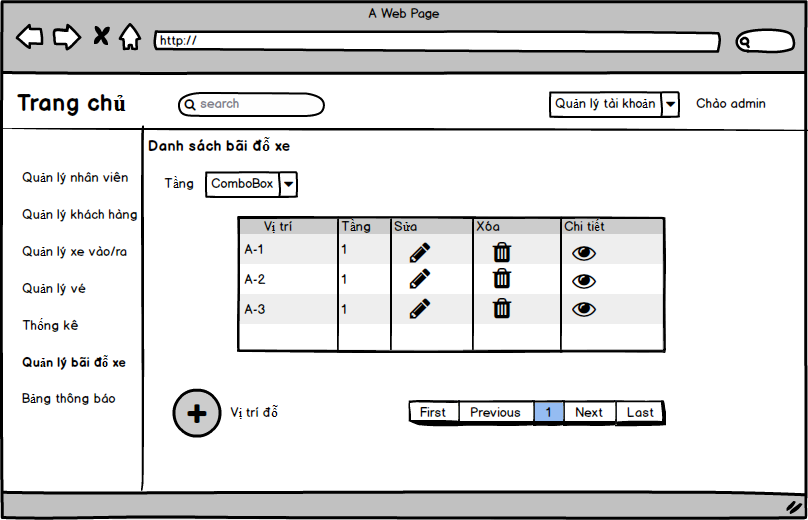 A Web Page
http://
Trang chủ
search
Quản lý tài khoản
Chào admin
Quản lý nhân viên
Quản lý khách hàng
Quản lý xe vào/ra
Quản lý vé
Thống kê
Quản lý bãi đỗ xe
Bảng thông báo
Danh sách bãi đỗ xe
Tầng ComboBox
Vị trí Tầng Sửa Xóa Chi tiết
A-1 1
A-2 1
A-3 1
Vị trí đỗ
First Previous 1 Next Last